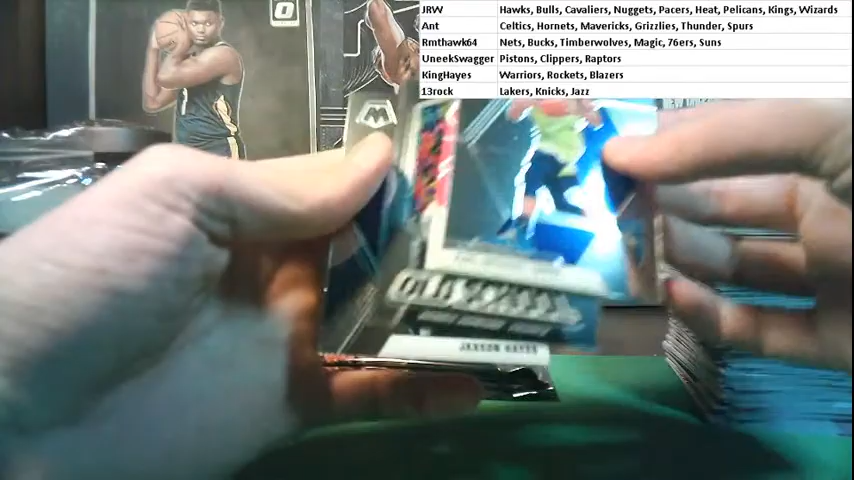 JRW Hawks, Bulls, Cavaliers, Nuggets, Pacers, Heat, Pelicans, Kings, Wizards
Ant Celtics, Hornets, Mavericks, Grizzlies, Thunder, Spurs
Rmthawk64 Nets, Bucks, Timberwolves, Magic, 76ers, Suns
UneekSwagger Pistons, Clippers, Raptors
KingHayes Warriors, Rockets, Blazers
13rock Lakers, Knicks, Jazz
O
M
OLD
JAXSON HAYES